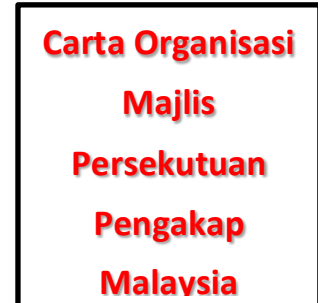 Carta Organisasi
Majlis
Persekutuan
Pengakap
Malaysia